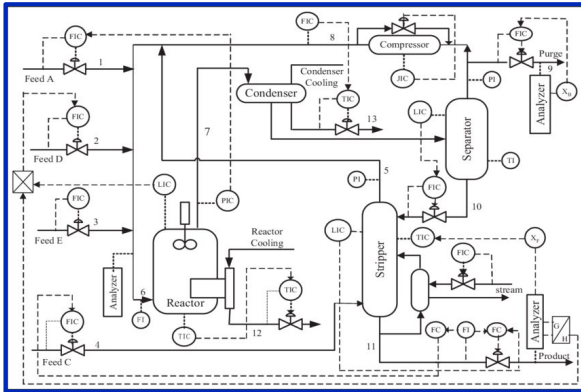 FIC
8
Compressor
FIC
Purge
9
FIC
1
Feed A
JIC
PI
X_B
Analyzer
Condenser
Cooling
TIC
Condenser
13
LIC
Separator
FIC
2
Feed D
7
TI
PI
5
FIC
10
LIC
PIC
FIC
3
Feed E
LIC
Stripper
TIC
X_F
Reactor
Cooling
FIC
stream
Analyzer
Reactor
6
FI
TIC
TIC
12
FIC
4
Feed C
FC
FI
FC
Analyzer
G
H
11
Product